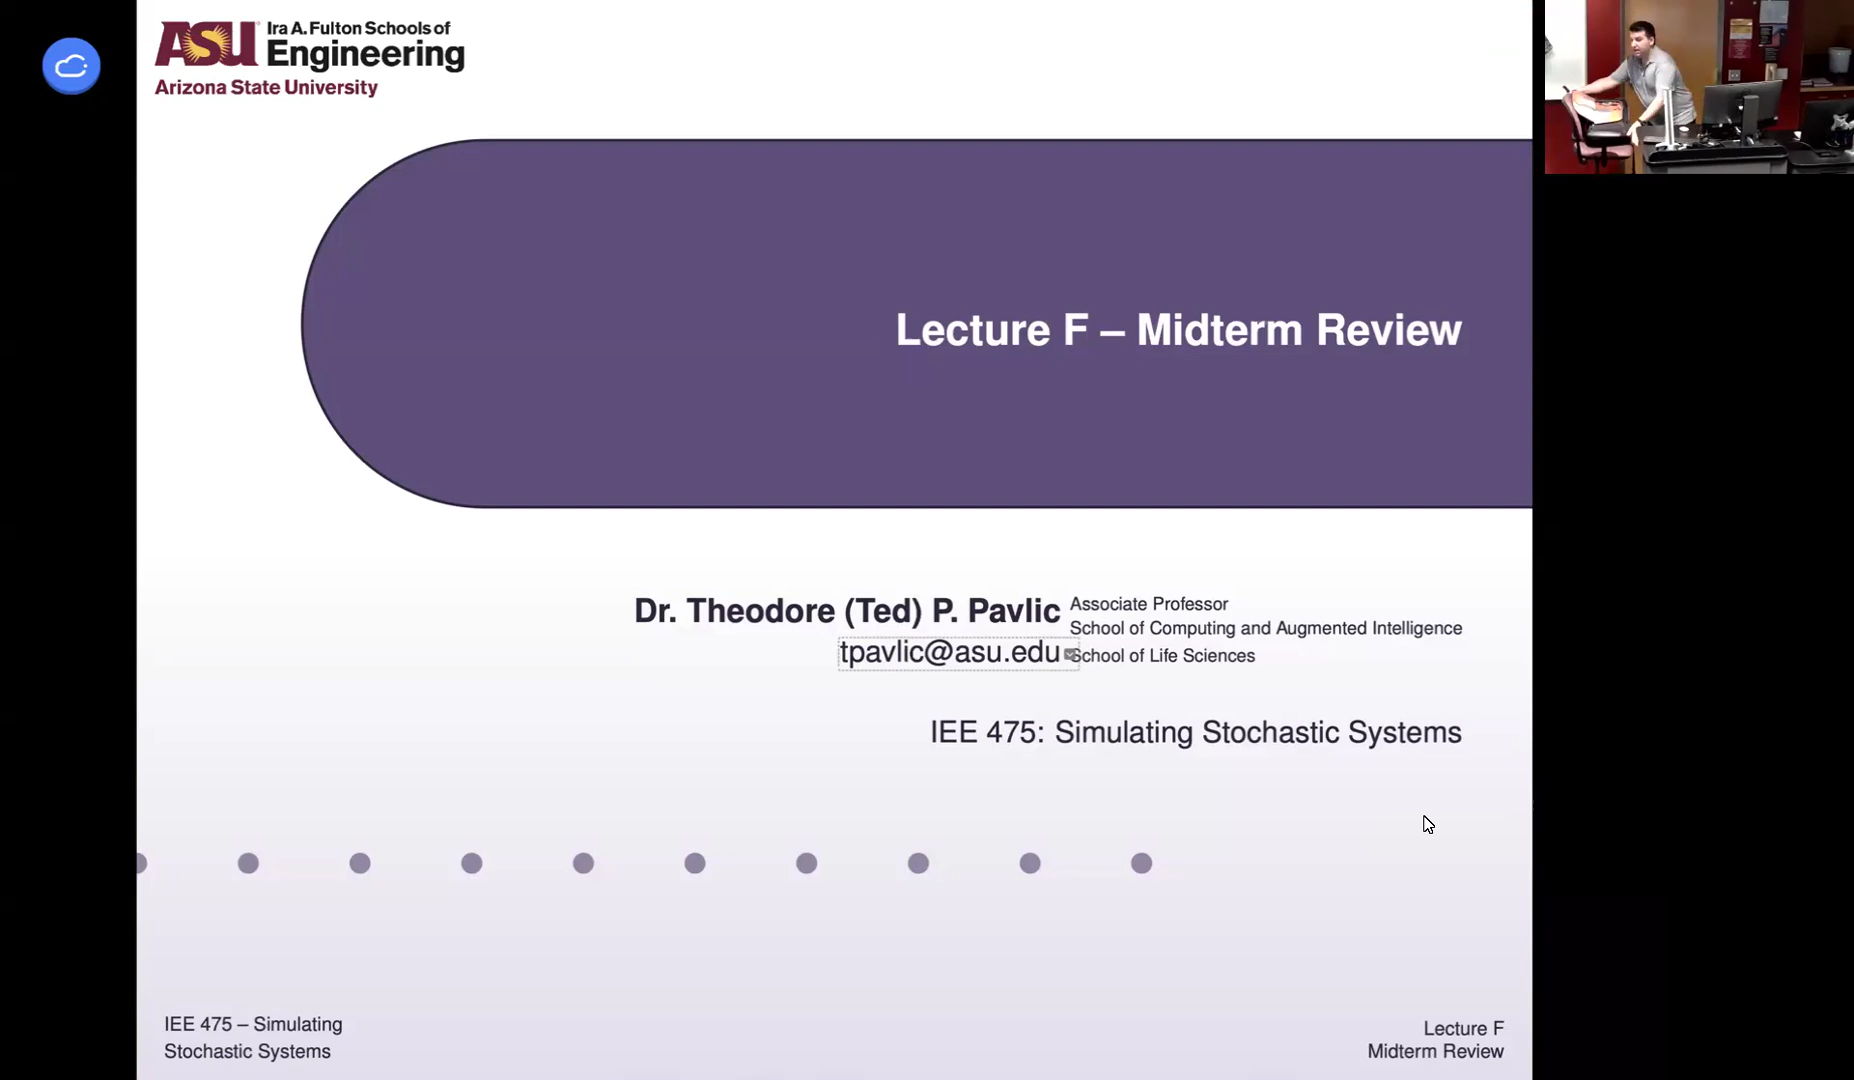 ASU Ira A. Fulton Schools of
Engineering
Arizona State University
Lecture F – Midterm Review
Dr. Theodore (Ted) P. Pavlic
Associate Professor
School of Computing and Augmented Intelligence
tpavlic@asu.edu
School of Life Sciences
IEE 475: Simulating Stochastic Systems
IEE 475 – Simulating
Stochastic Systems
Lecture F
Midterm Review